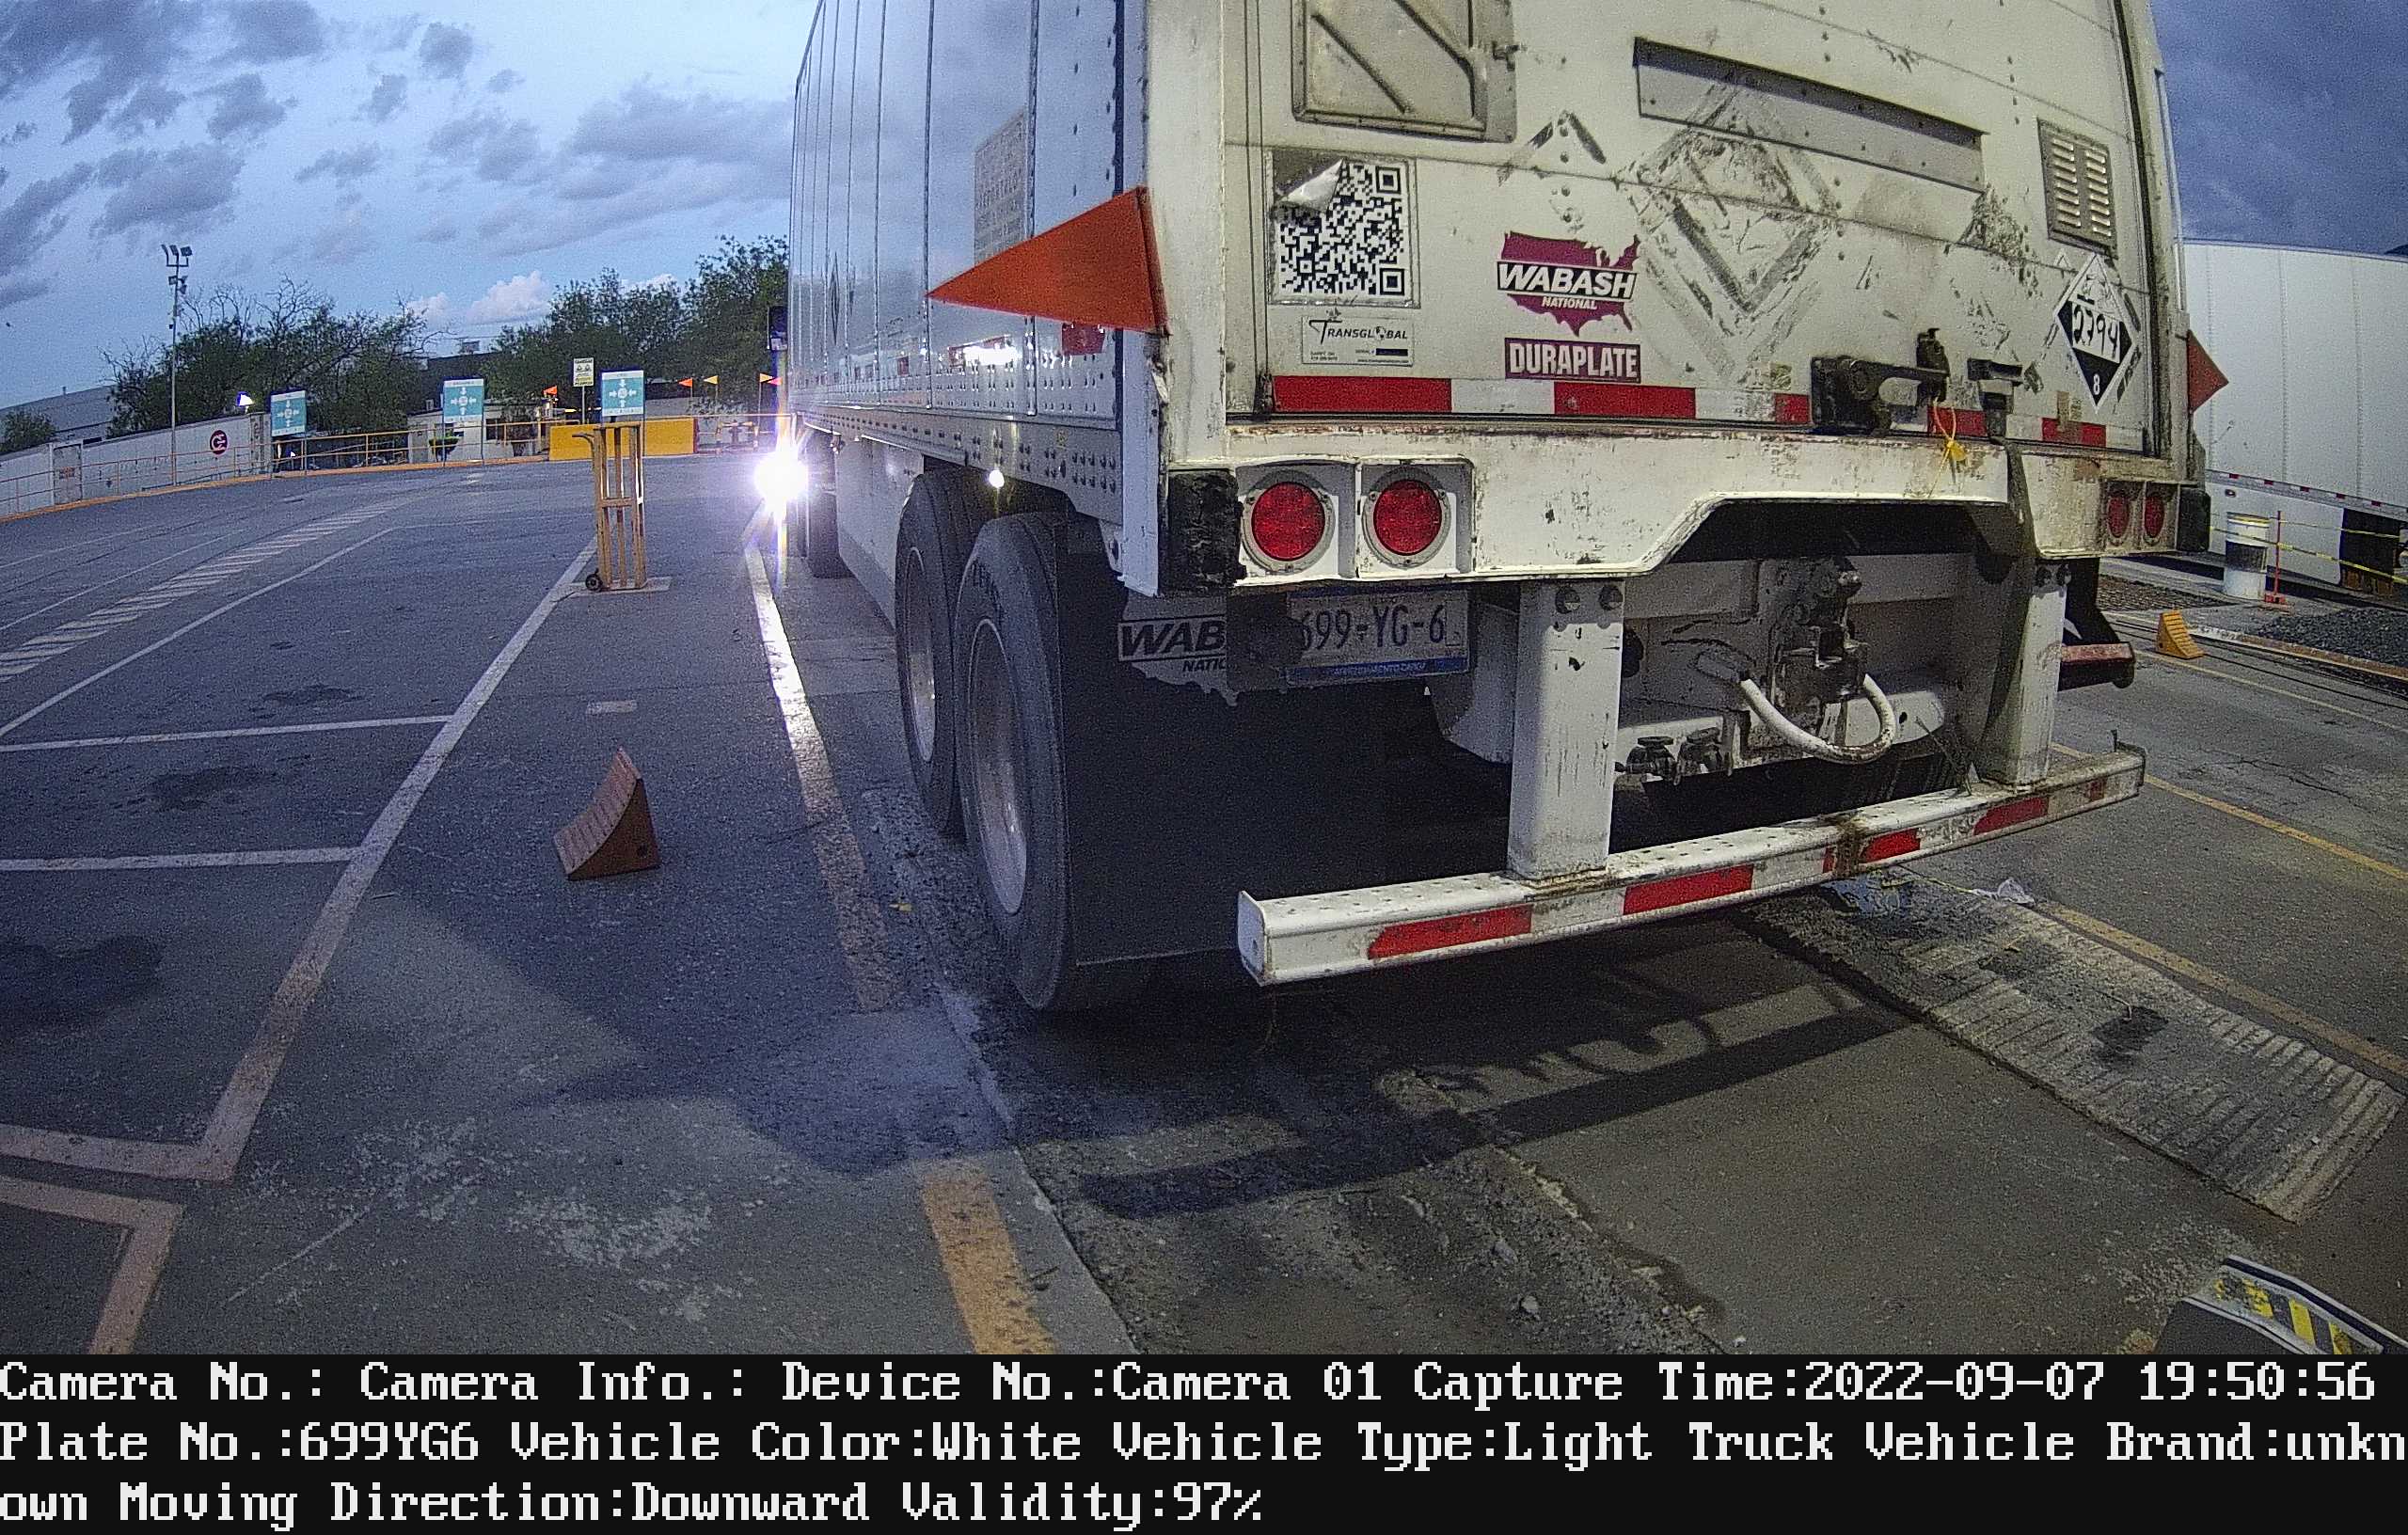 WABASH
NATIONAL
TRANSGLOBAL
DURAPLATE
2794
8
WAB
NATI
699-YG-6
Camera No.: Camera Info.: Device No.:Camera 01 Capture Time:2022-09-07 19:50:56
Plate No.:699YG6 Vehicle Color:White Vehicle Type:Light Truck Vehicle Brand:unkn
own Moving Direction:Downward Validity:97%